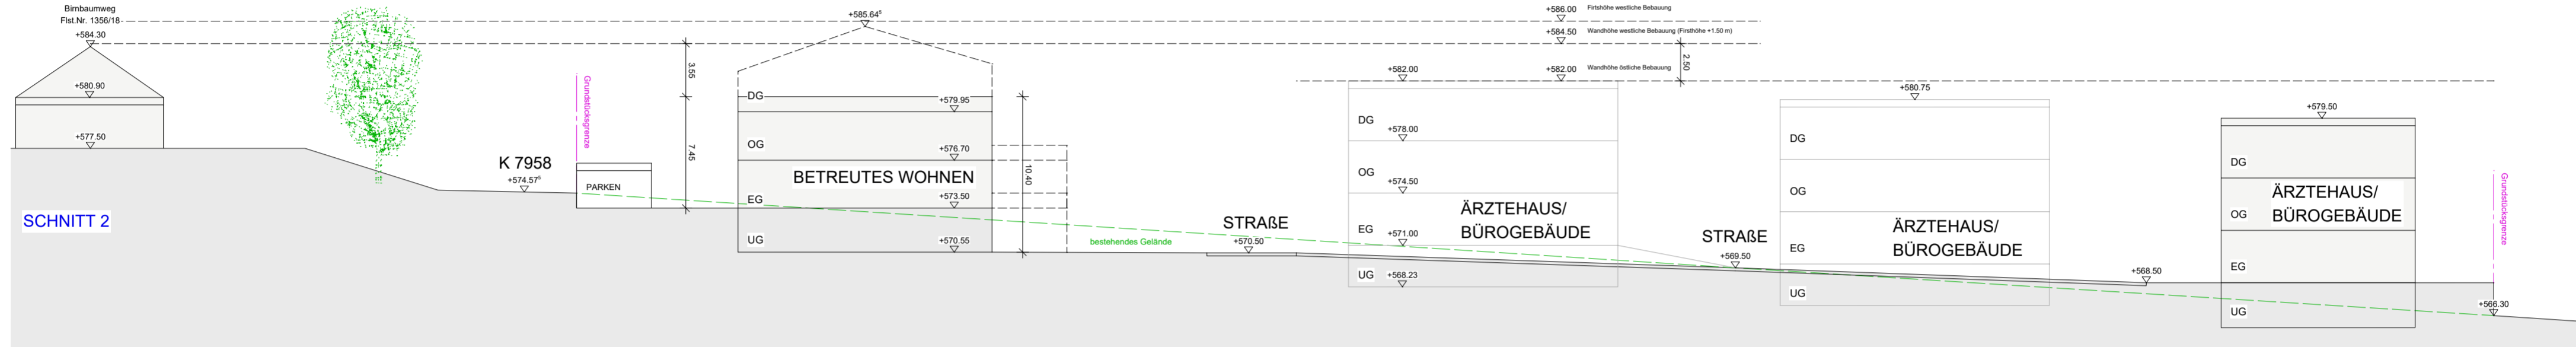 Birnbaumweg
Flst.Nr. 1356/18
+584.30
+580.90
+577.50
SCHNITT 2
K 7958
+574.57⁵
Grundstücksgrenze
PARKEN
3.55
7.45
+585.64⁵
DG
+579.95
OG
+576.70
BETREUTES WOHNEN
EG
+573.50
UG
+570.55
10.40
bestehendes Gelände
STRAßE
+570.50
+586.00 Firtshöhe westliche Bebauung
+584.50 Wandhöhe westliche Bebauung (Firsthöhe +1.50 m)
+582.00
+582.00 Wandhöhe östliche Bebauung
2.50
DG
+578.00
OG
+574.50
ÄRZTEHAUS/
BÜROGEBÄUDE
EG
+571.00
UG
+568.23
STRAßE
+569.50
+580.75
DG
OG
ÄRZTEHAUS/
BÜROGEBÄUDE
EG
UG
+568.50
+579.50
DG
ÄRZTEHAUS/
BÜROGEBÄUDE
OG
EG
UG
Grundstücksgrenze
+566.30